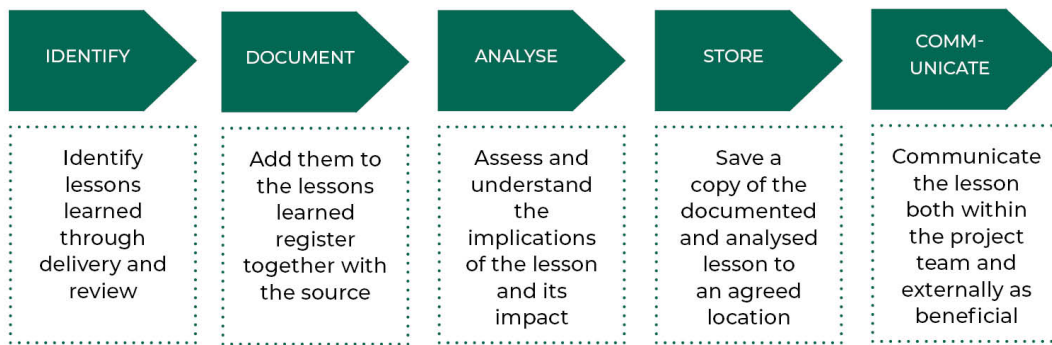 IDENTIFY
DOCUMENT
ANALYSE
STORE
COMM-
UNICATE
Identify
lessons
learned
through
delivery and
review
Add them to
the lessons
learned
register
together with
the source
Assess and
understand
the
implications
of the lesson
and its
impact
Save a
copy of the
documented
and analysed
lesson to
an agreed
location
Communicate
the lesson
both within
the project
team and
externally as
beneficial